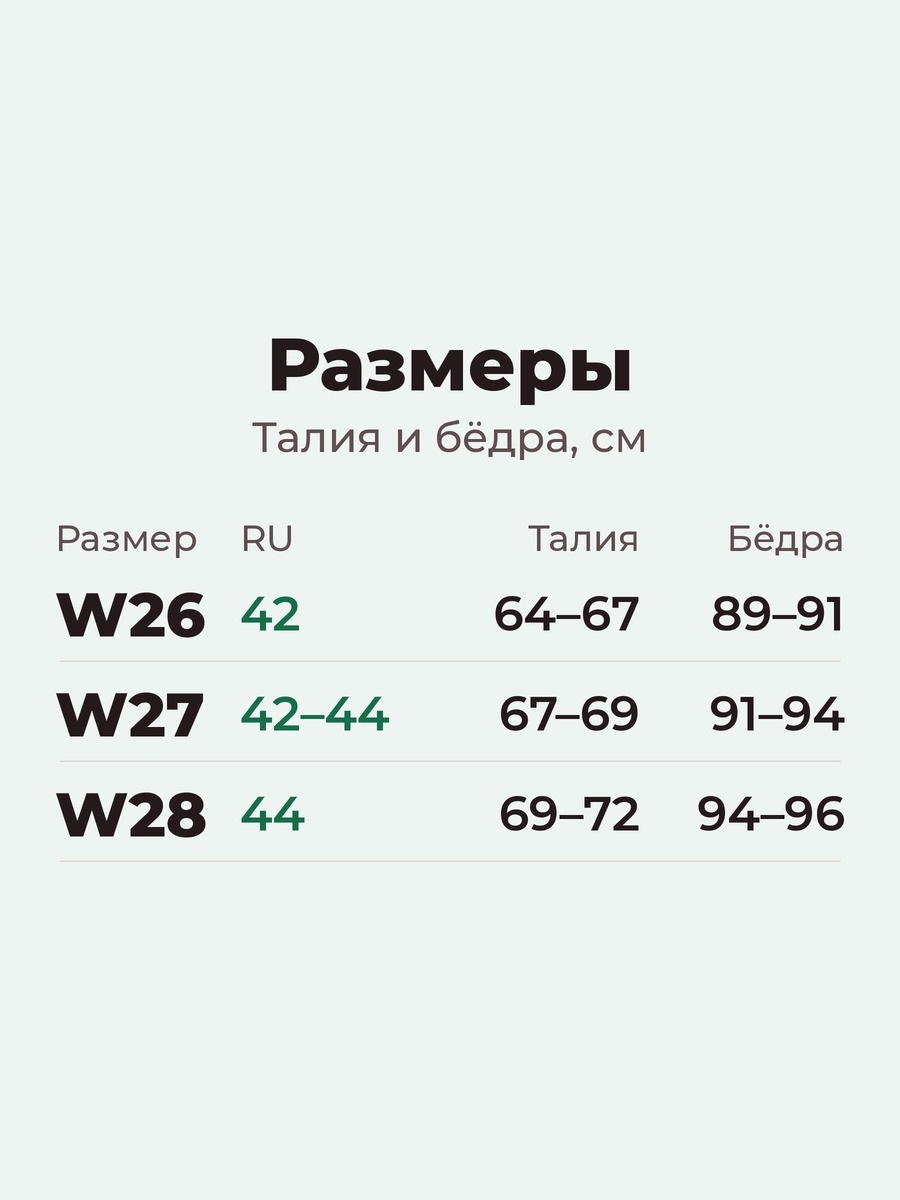 Размеры
Талия и бёдра, см
Размер RU Талия Бёдра
W26 42 64–67 89–91
W27 42–44 67–69 91–94
W28 44 69–72 94–96